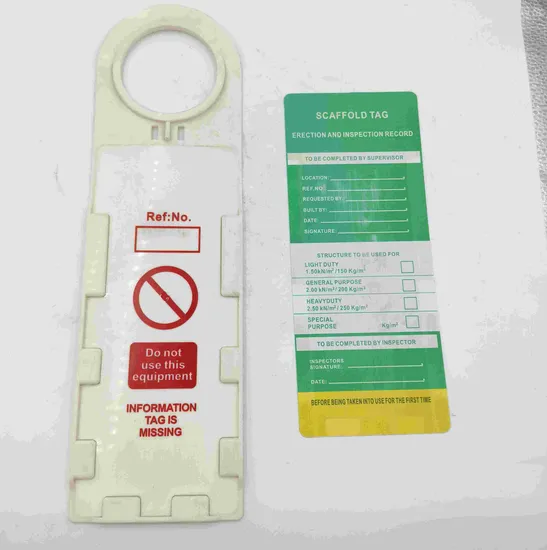 Ref:No.
Do not
use this
equipment
INFORMATION
TAG IS
MISSING
SCAFFOLD TAG
ERECTION AND INSPECTION RECORD
TO BE COMPLETED BY SUPERVISOR
LOCATION:
REF.NO:
REQUESTED BY:
BUILT BY:
DATE:
SIGNATURE:
STRUCTURE TO BE USED FOR
LIGHT DUTY
1.50kN/m²/150 Kg/m²
GENERAL PURPOSE
2.00 kN/m²/200 Kg/m²
HEAVYDUTY
2.50 kN/m²/250 Kg/m²
SPECIAL
PURPOSE Kg/m²
TO BE COMPLETED BY INSPECTOR
INSPECTORS
SIGNATURE:
DATE:
BEFORE BEING TAKEN INTO USE FOR THE FIRST TIME